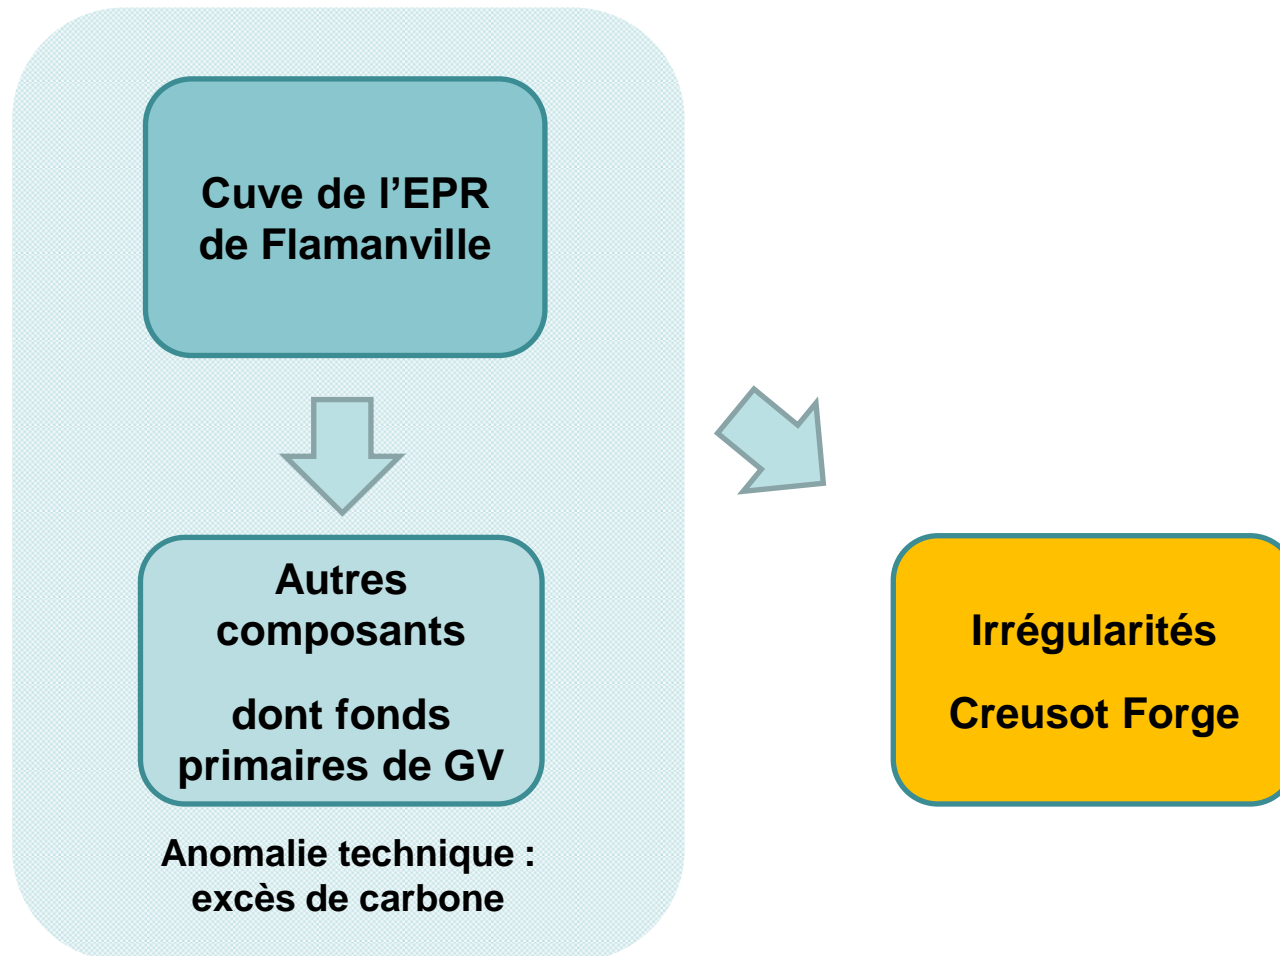 Cuve de l’EPR
de Flamanville
Autres
composants
dont fonds
primaires de GV
Anomalie technique :
excès de carbone
Irrégularités
Creusot Forge